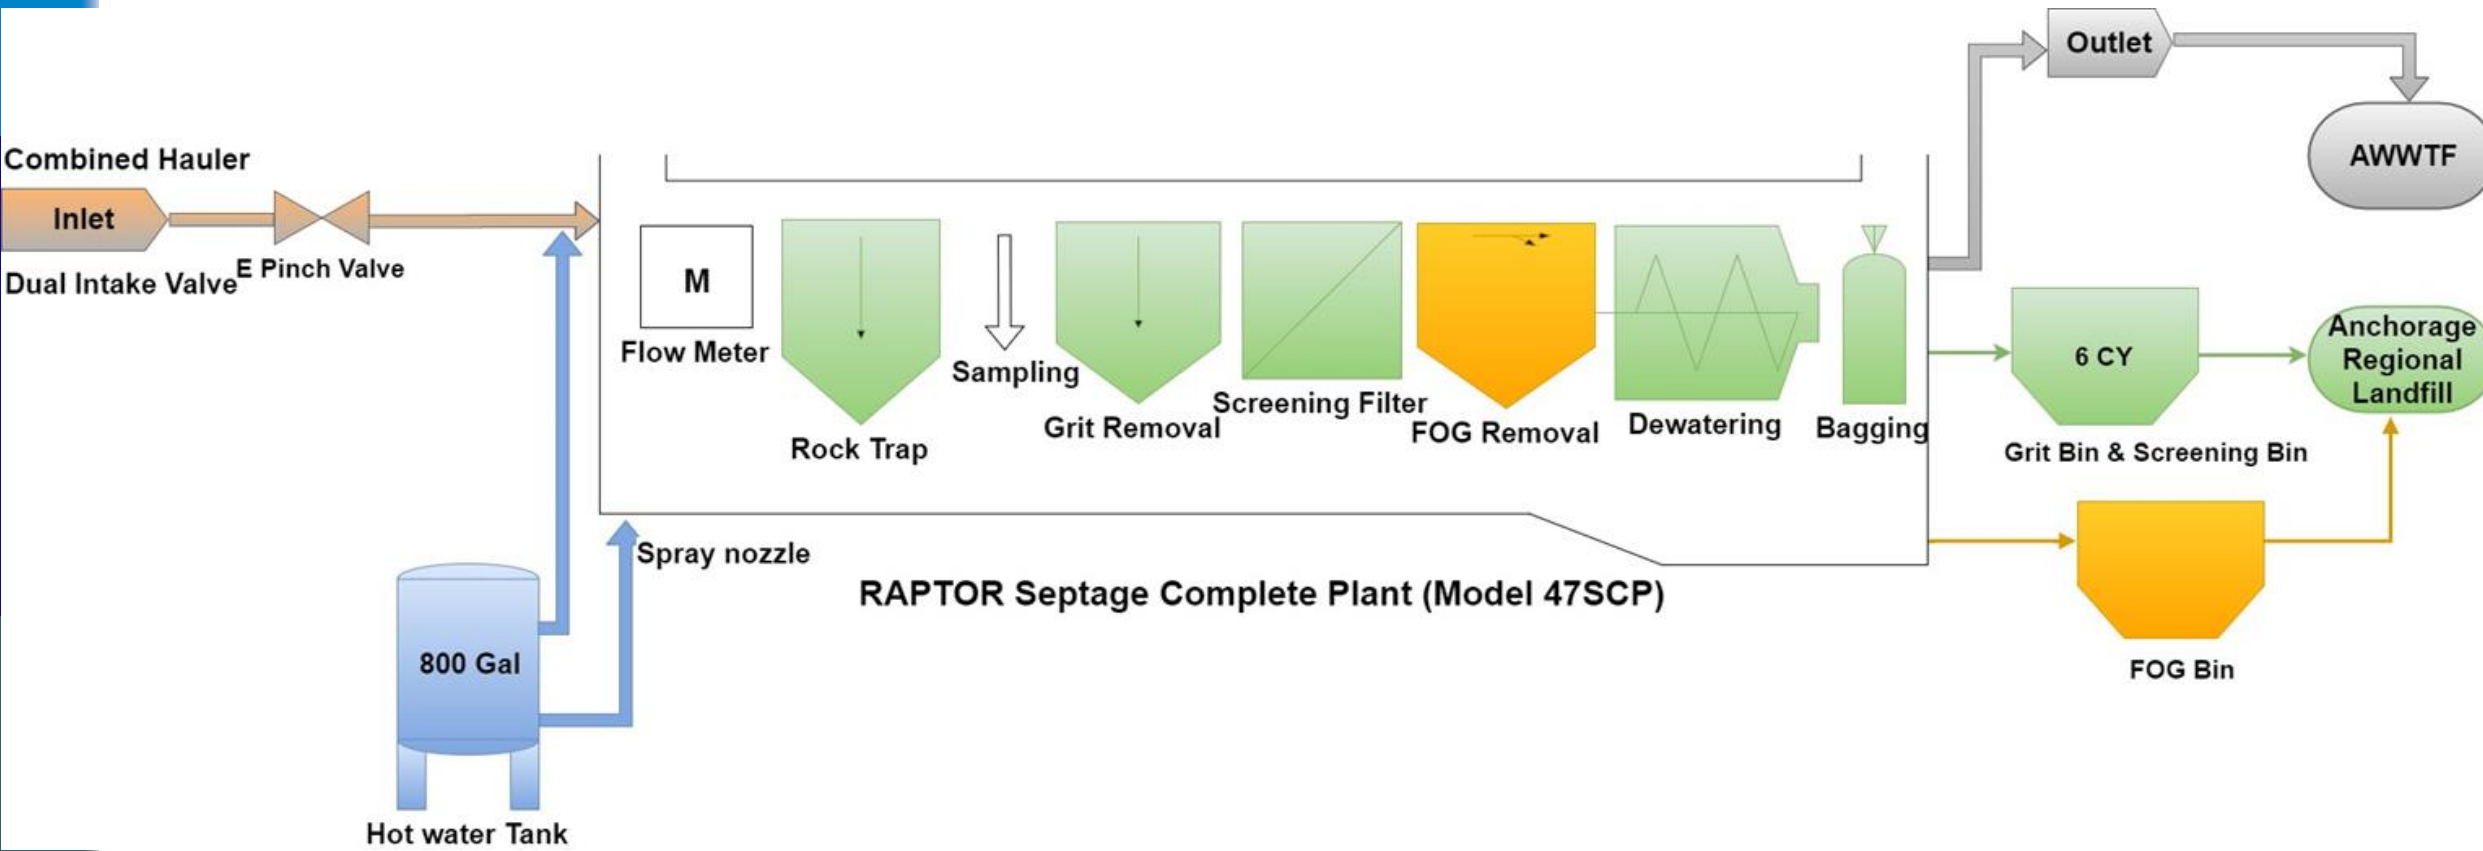 Combined Hauler
Inlet
Dual Intake Valve
E Pinch Valve
M
Flow Meter
Rock Trap
Sampling
Grit Removal
Screening Filter
FOG Removal
Dewatering
Bagging
Outlet
AWWTF
6 CY
Grit Bin & Screening Bin
Anchorage
Regional
Landfill
FOG Bin
Spray nozzle
RAPTOR Septage Complete Plant (Model 47SCP)
800 Gal
Hot water Tank